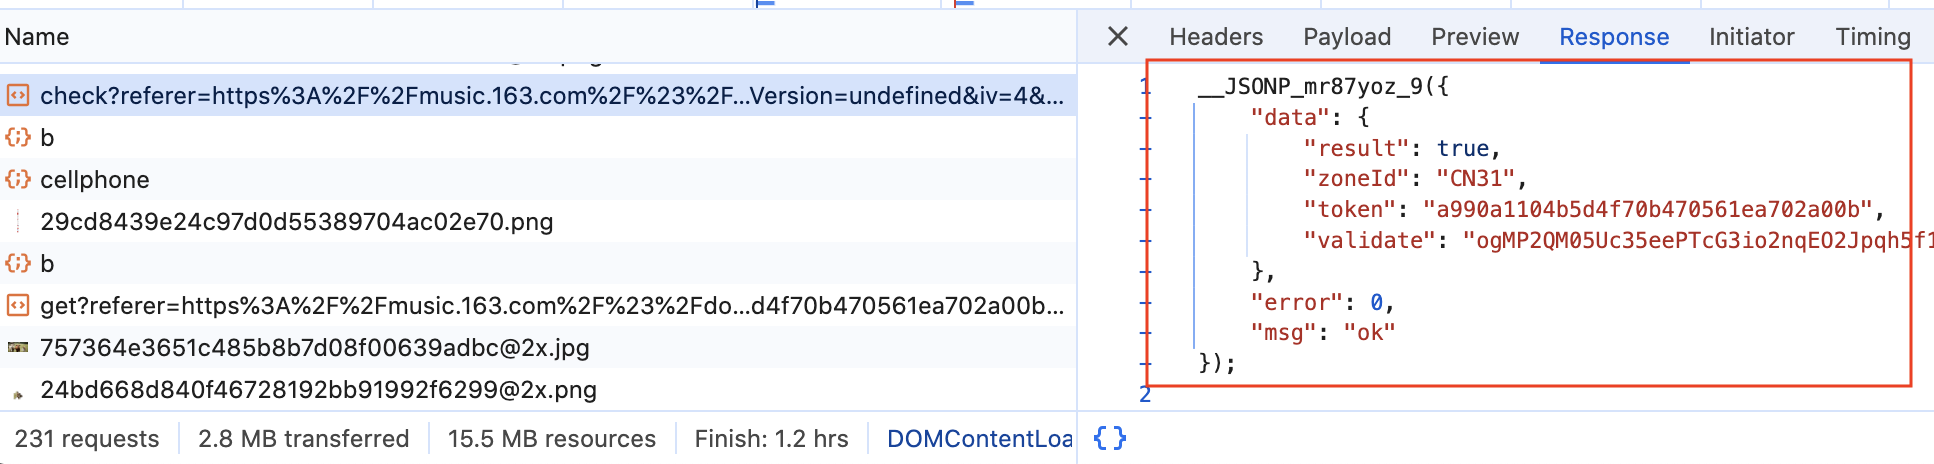 Name
check?referer=https%3A%2F%2Fmusic.163.com%2F%23%2F...Version=undefined&iv=4&...
b
cellphone
29cd8439e24c97d0d55389704ac02e70.png
b
get?referer=https%3A%2F%2Fmusic.163.com%2F%23%2Fdo...d4f70b470561ea702a00b...
757364e3651c485b8b7d08f00639adbc@2x.jpg
24bd668d840f46728192bb91992f6299@2x.png
231 requests 2.8 MB transferred 15.5 MB resources Finish: 1.2 hrs DOMContentLoa
Headers Payload Preview Response Initiator Timing
1 __JSONP_mr87yoz_9({
- "data": {
- "result": true,
- "zoneId": "CN31",
- "token": "a990a1104b5d4f70b470561ea702a00b",
- "validate": "ogMP2QM05Uc35eePTcG3io2nqEO2Jpqh5f1
- },
- "error": 0,
- "msg": "ok"
- });
2
{}